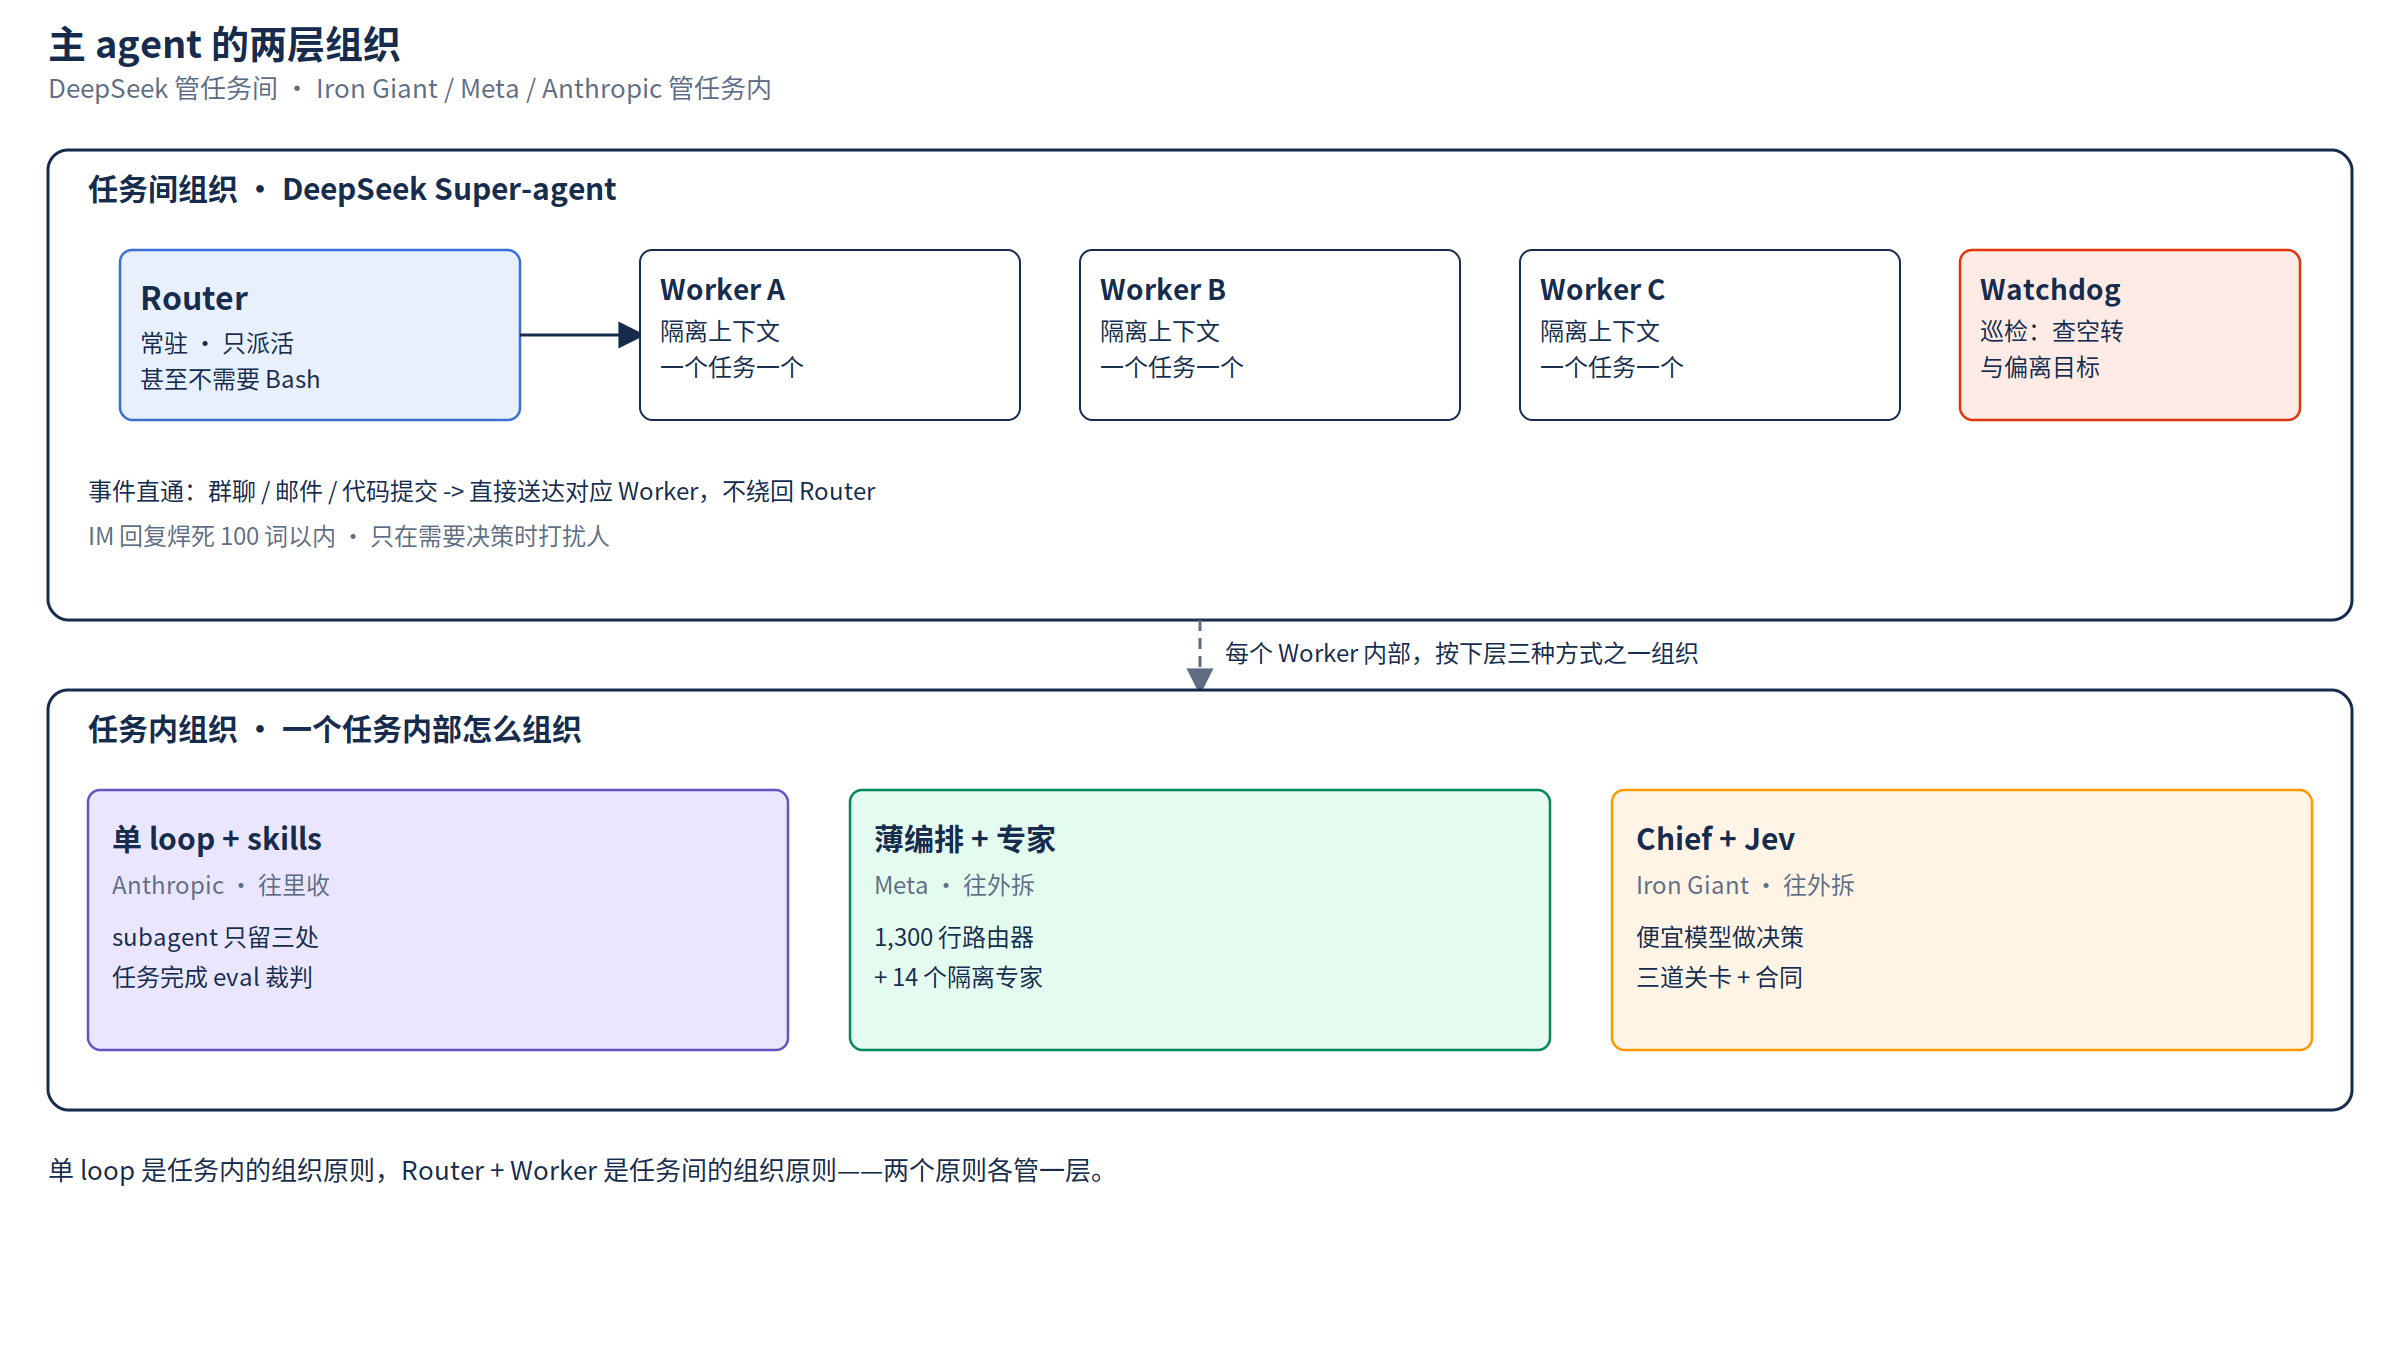 主 agent 的两层组织
DeepSeek 管任务间 · Iron Giant / Meta / Anthropic 管任务内
任务间组织 · DeepSeek Super-agent
Router
常驻 · 只派活
甚至不需要 Bash
Worker A
隔离上下文
一个任务一个
Worker B
隔离上下文
一个任务一个
Worker C
隔离上下文
一个任务一个
Watchdog
巡检：查空转
与偏离目标
事件直通：群聊 / 邮件 / 代码提交 -> 直接送达对应 Worker，不绕回 Router
IM 回复焊死 100 词以内 · 只在需要决策时打扰人
每个 Worker 内部，按下层三种方式之一组织
任务内组织 · 一个任务内部怎么组织
单 loop + skills
Anthropic · 往里收
subagent 只留三处
任务完成 eval 裁判
薄编排 + 专家
Meta · 往外拆
1,300 行路由器
+ 14 个隔离专家
Chief + Jev
Iron Giant · 往外拆
便宜模型做决策
三道关卡 + 合同
单 loop 是任务内的组织原则，Router + Worker 是任务间的组织原则——两个原则各管一层。